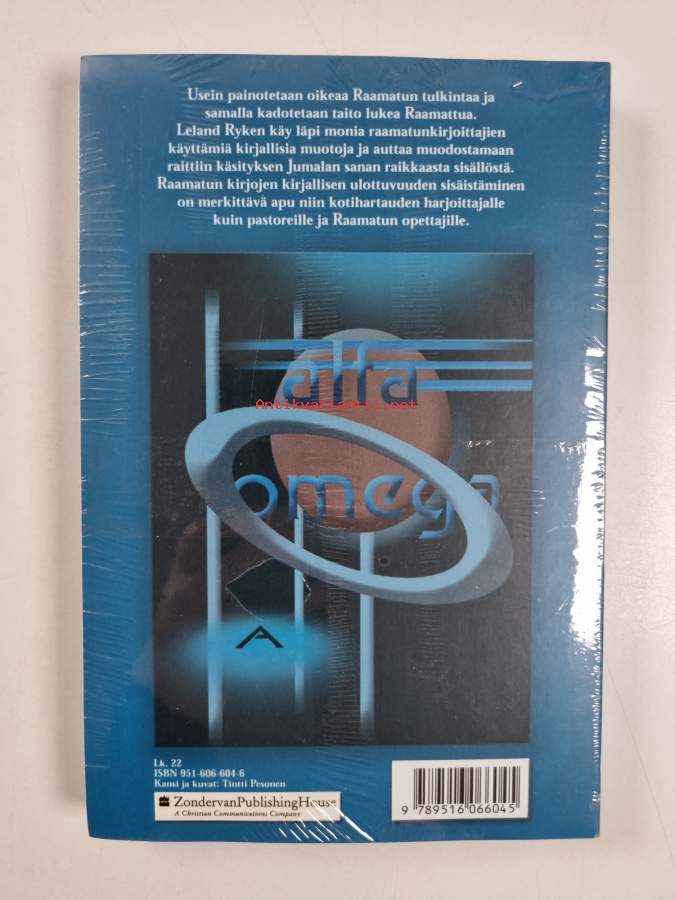 Usein painotetaan oikeaa Raamatun tulkintaa ja
samalla kadotetaan taito lukea Raamattua.
Leland Ryken käy läpi monia raamatunkirjoittajien
käyttämiä kirjallisia muotoja ja auttaa muodostamaan
raittiin käsityksen Jumalan sanan raikkaasta sisällöstä.
Raamatun kirjojen kirjallisen ulottuvuuden sisäistäminen
on merkittävä apu niin kotihartauden harjoittajalle
kuin pastoreille ja Raamatun opettajille.
alfa
Antikvariaatti.net
omega
A
Lk. 22
ISBN 951-606-604-6
Kansi ja kuvat: Tintti Pesonen
ZondervanPublishingHouse
A Christian Communications Company
9 789516 066045